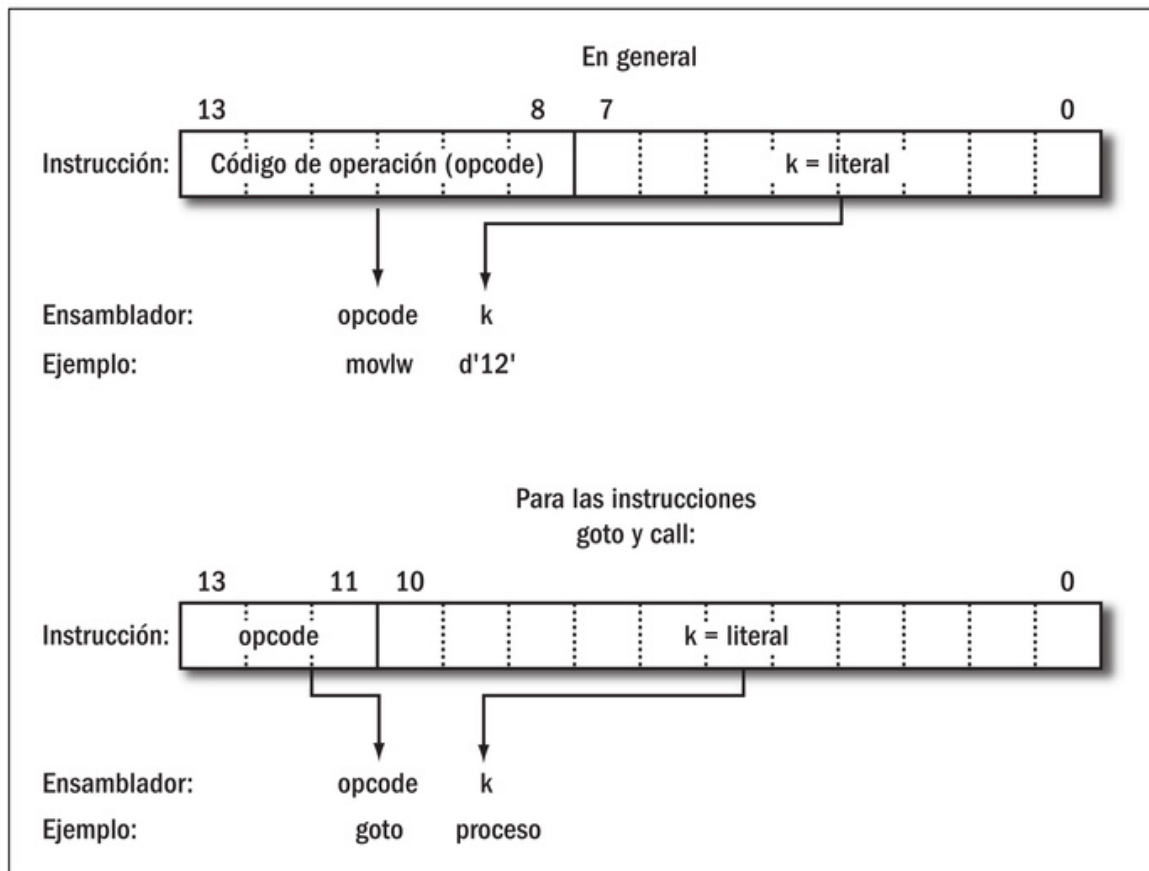 En general
13 8 7 0
Instrucción: Código de operación (opcode) k = literal
Ensamblador: opcode k
Ejemplo: movlw d'12'
Para las instrucciones
goto y call:
13 11 10 0
Instrucción: opcode k = literal
Ensamblador: opcode k
Ejemplo: goto proceso